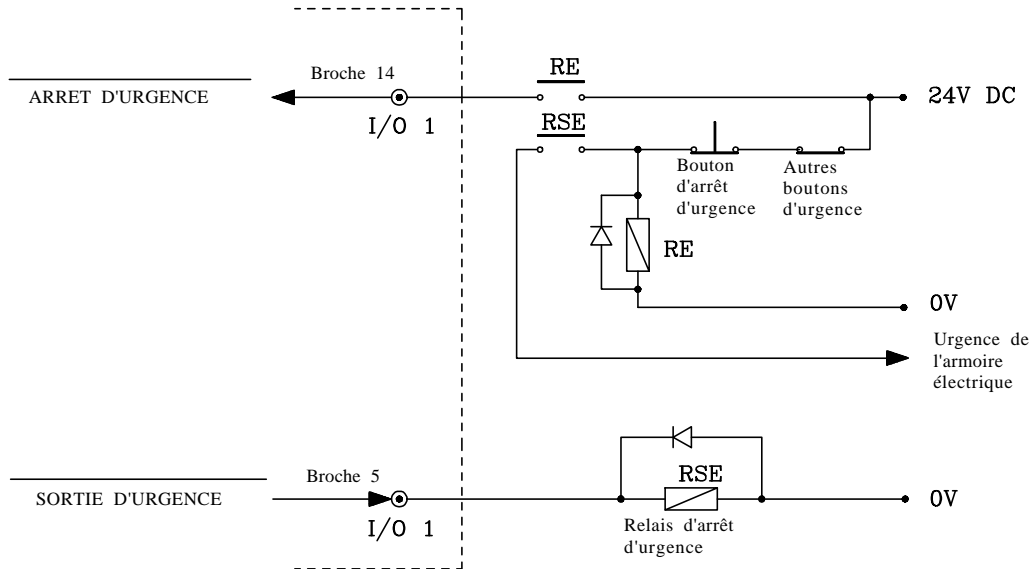 RE
Broche 14
ARRET D'URGENCE
24V DC
I/O 1
RSE
Bouton
d'arrêt
d'urgence
Autres
boutons
d'urgence
RE
0V
Urgence de
l'armoire
électrique
Broche 5
RSE
SORTIE D'URGENCE
0V
I/O 1
Relais d'arrêt
d'urgence